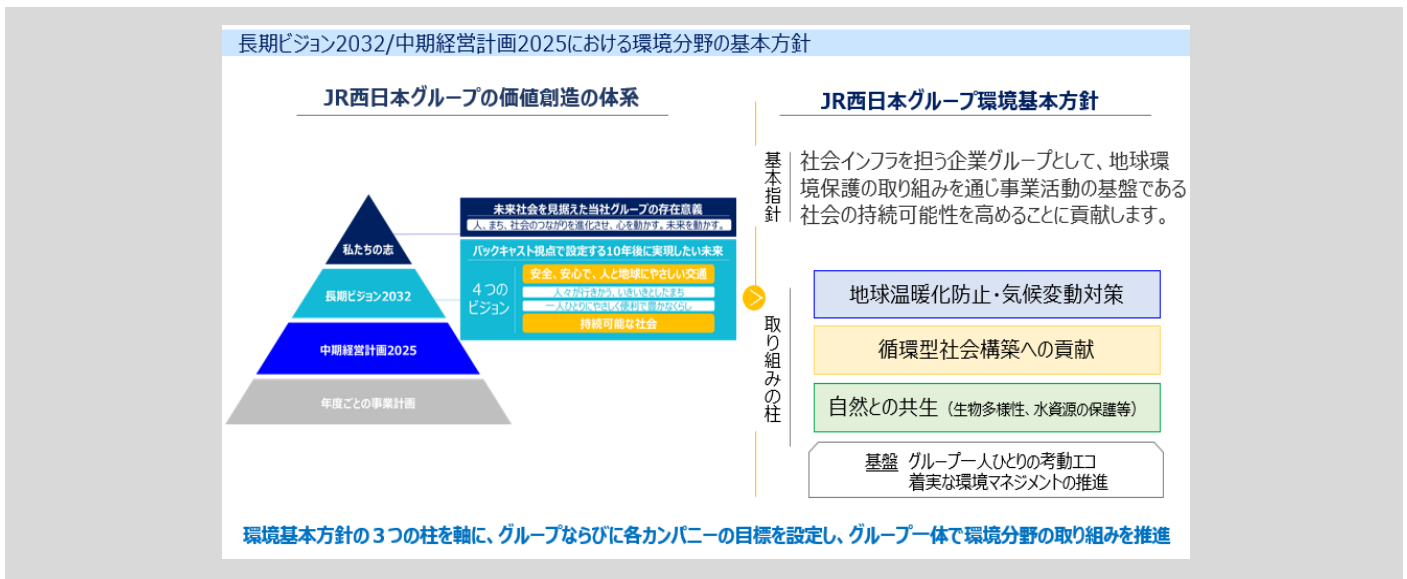 長期ビジョン2032/中期経営計画2025における環境分野の基本方針
JR西日本グループの価値創造の体系
私たちの志
長期ビジョン2032
中期経営計画2025
年度ごとの事業計画
未来社会を見据えた当社グループの存在意義
人、まち、社会のつながりを進化させ、心を動かす。未来を動かす。
バックキャスト視点で設定する10年後に実現したい未来
4つの
ビジョン
安全、安心で、人と地球にやさしい交通
人々が行きかう、いきいきとしたまち
一人ひとりにやさしく便利で豊かなくらし
持続可能な社会
JR西日本グループ環境基本方針
基本指針
社会インフラを担う企業グループとして、地球環
境保護の取り組みを通じ事業活動の基盤である
社会の持続可能性を高めることに貢献します。
取り組みの柱
地球温暖化防止・気候変動対策
循環型社会構築への貢献
自然との共生（生物多様性、水資源の保護等）
基盤 グループ一人ひとりの考動エコ
着実な環境マネジメントの推進
環境基本方針の３つの柱を軸に、グループならびに各カンパニーの目標を設定し、グループ一体で環境分野の取り組みを推進